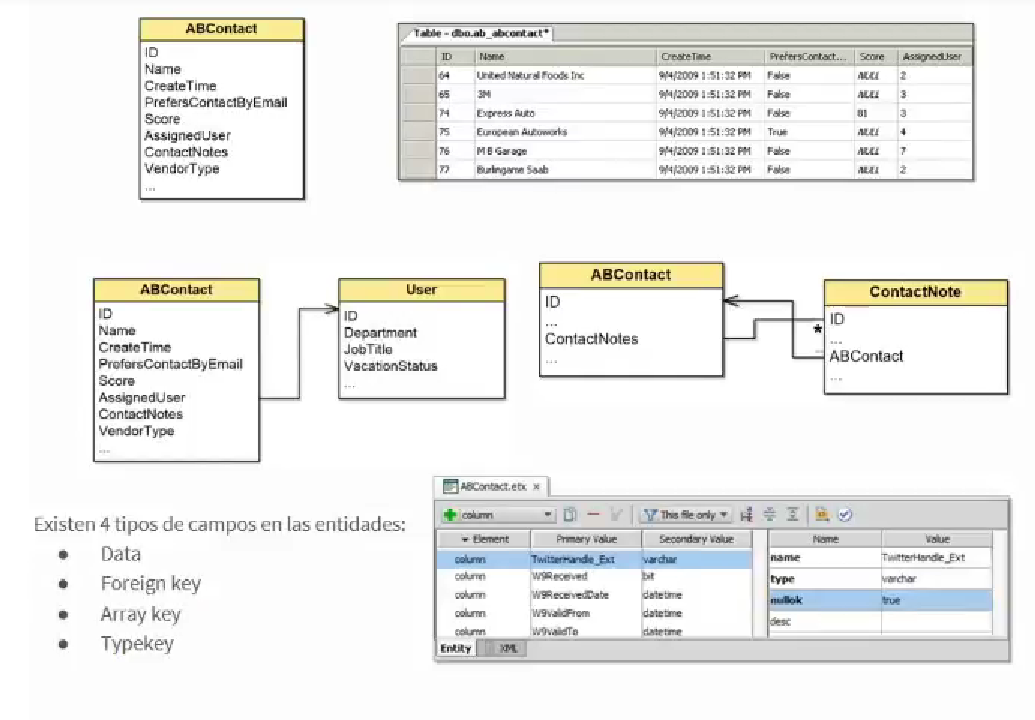 ABContact
ID
Name
CreateTime
PrefersContactByEmail
Score
AssignedUser
ContactNotes
VendorType
...
Table - dbo.ab_abcontact*
ID Name CreateTime PrefersContact... Score AssignedUser
64 United Natural Foods Inc 9/4/2009 1:51:32 PM False NULL 2
65 3M 9/4/2009 1:51:32 PM False NULL 3
74 Express Auto 9/4/2009 1:51:32 PM False 81 3
75 European Autoworks 9/4/2009 1:51:32 PM True NULL 4
76 M B Garage 9/4/2009 1:51:32 PM False NULL 7
77 Burlingame Saab 9/4/2009 1:51:32 PM False NULL 2
ABContact
ID
Name
CreateTime
PrefersContactByEmail
Score
AssignedUser
ContactNotes
VendorType
...
User
ID
Department
JobTitle
VacationStatus
...
ABContact
ID
...
ContactNotes
...
ContactNote
ID
*
...
ABContact
...
Existen 4 tipos de campos en las entidades:
● Data
● Foreign key
● Array key
● Typekey
ABContact.etx ×
column This file only
Element Primary Value Secondary Value
column TwitterHandle_Ext varchar
column W9Received bit
column W9ReceivedDate datetime
column W9ValidFrom datetime
column W9ValidTo datetime
Name Value
name TwitterHandle_Ext
type varchar
nullok true
desc
Entity XML